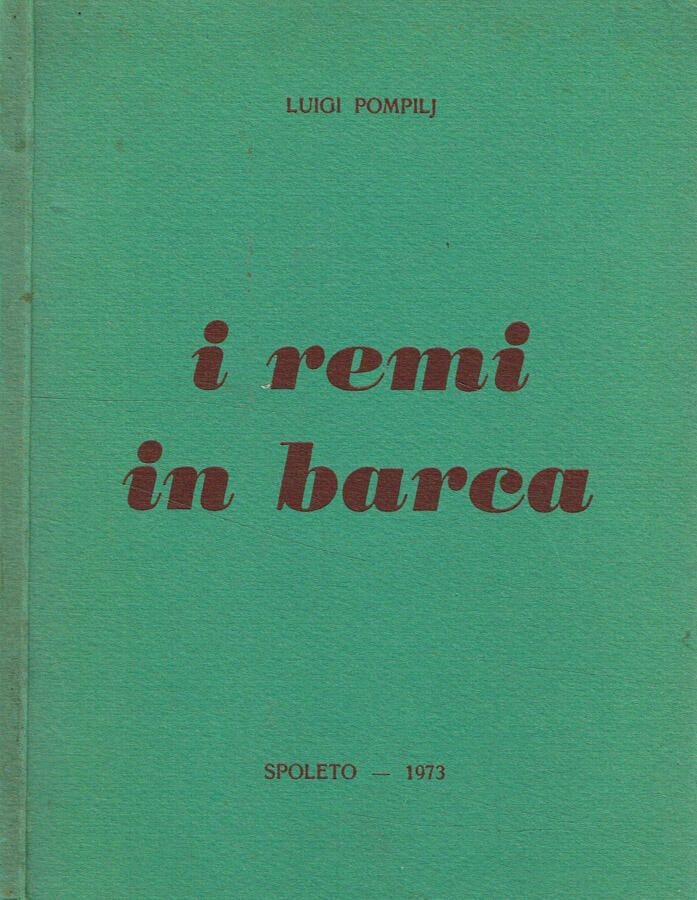 LUIGI POMPILJ
i remi
in barca
SPOLETO — 1973